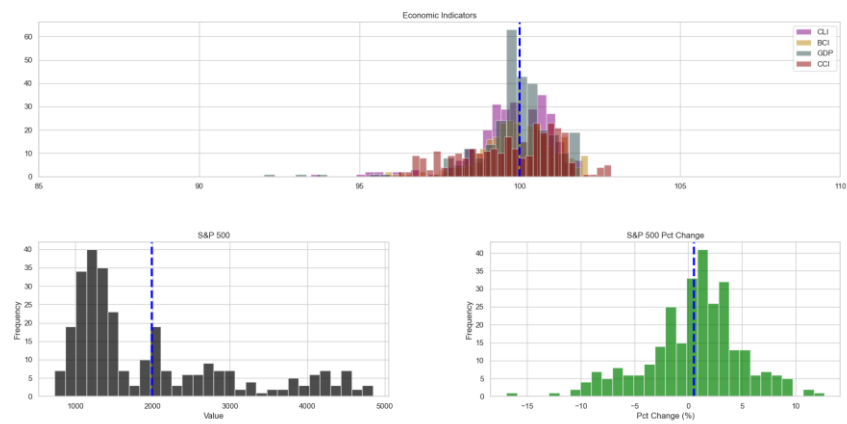 Economic Indicators
CLI
BCI
GDP
CCI
60
50
40
30
20
10
0
85 90 95 100 105 110
S&P 500
Frequency
40
35
30
25
20
15
10
5
0
1000 2000 3000 4000 5000
Value
S&P 500 Pct Change
Frequency
40
35
30
25
20
15
10
5
0
−15 −10 −5 0 5 10
Pct Change (%)